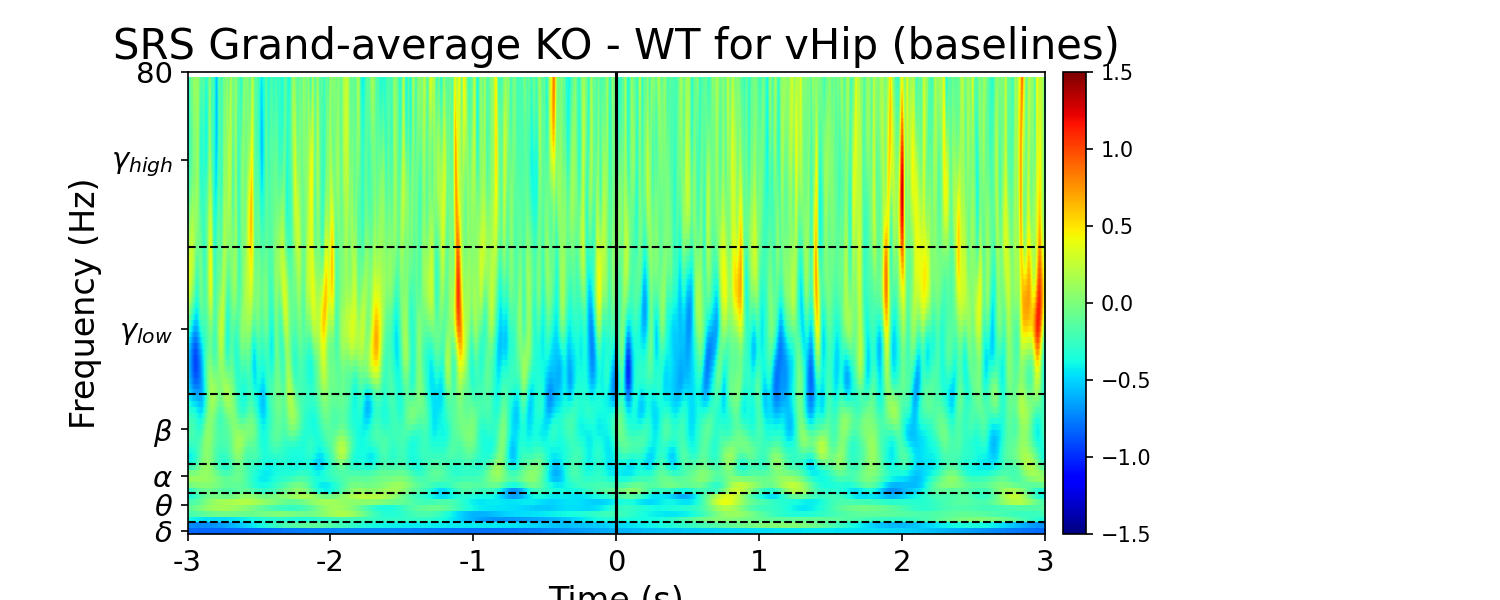 SRS Grand-average KO - WT for vHip (baselines)
Frequency (Hz)
80
γhigh
γlow
β
α
θ
δ
-3 -2 -1 0 1 2 3
Time (s)
1.5
1.0
0.5
0.0
−0.5
−1.0
−1.5